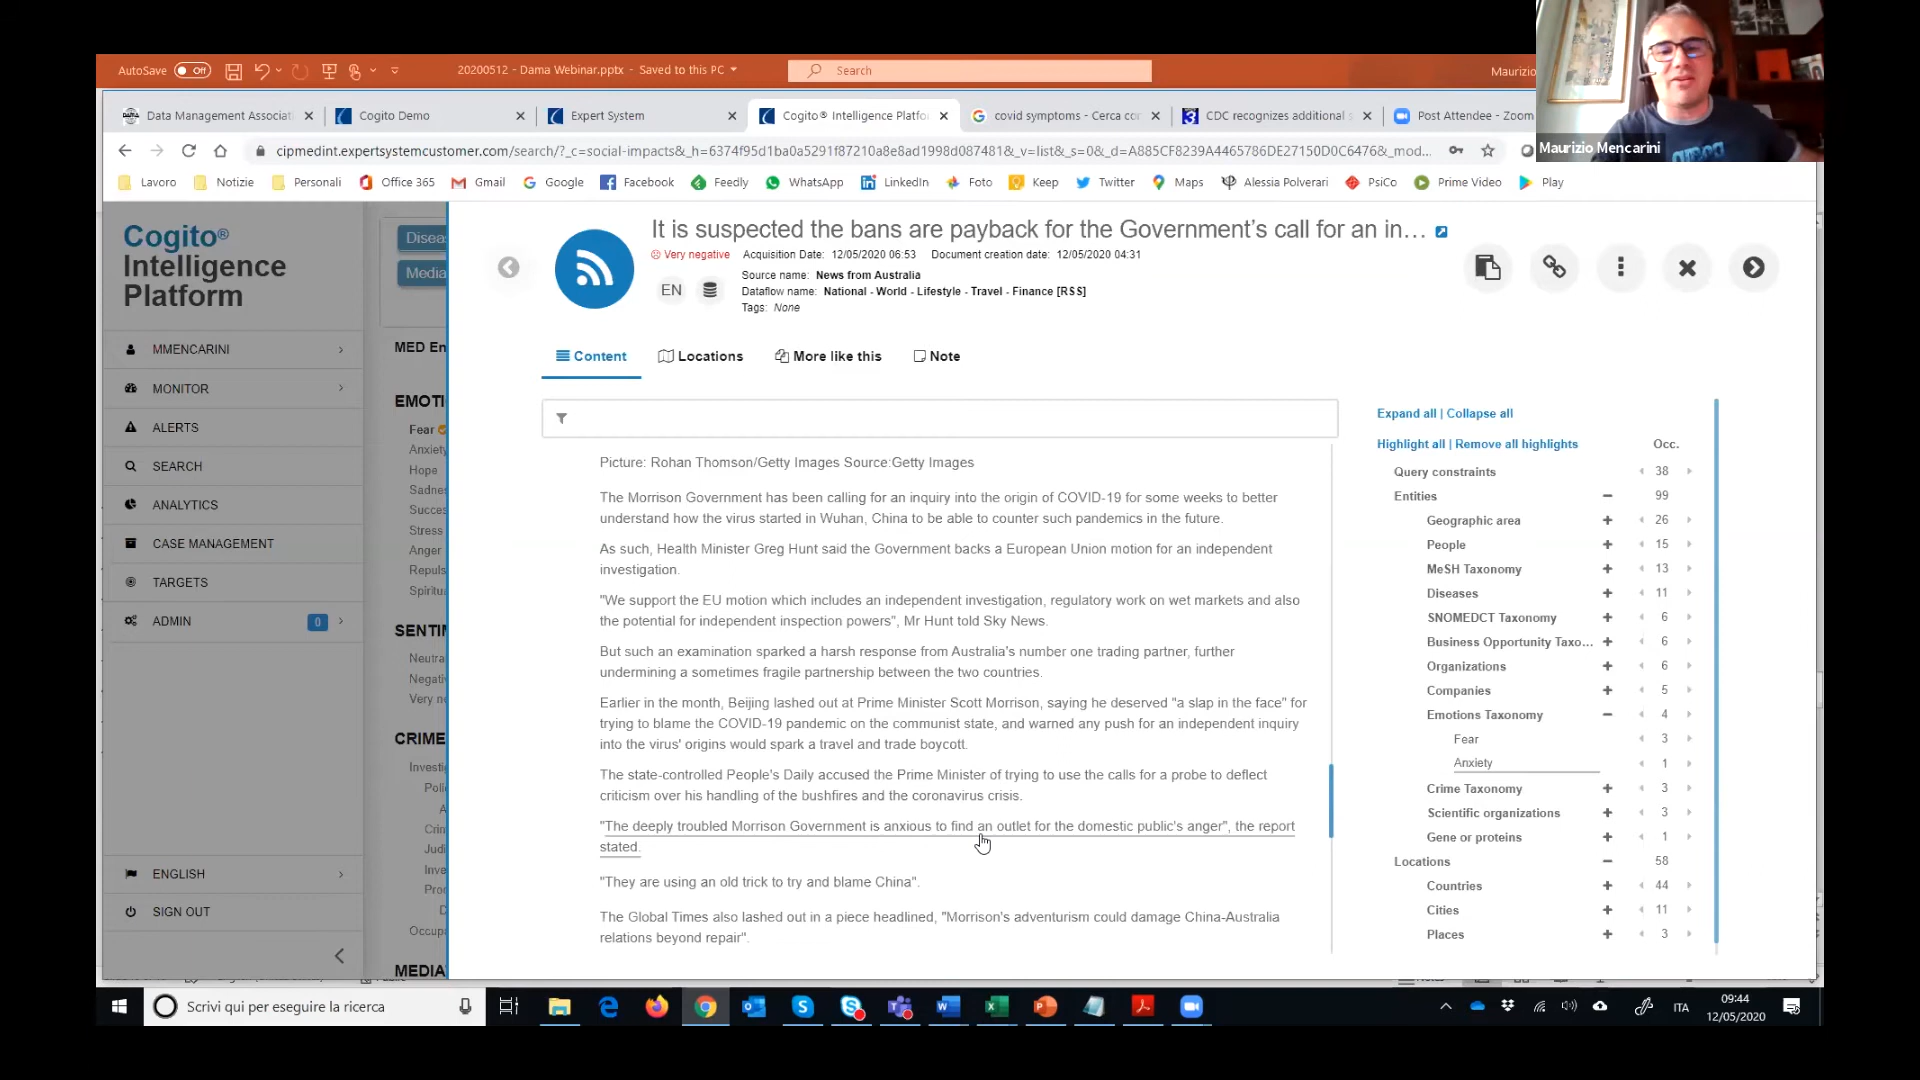 AutoSave Off
20200512 - Dama Webinar.pptx - Saved to this PC
Search
Maurizio
Maurizio Mencarini
Data Management Associati
Cogito Demo
Expert System
Cogito® Intelligence Platfo
covid symptoms - Cerca co
CDC recognizes additional s
Post Attendee - Zoom
cipmedint.expertsystemcustomer.com/search/?_c=social-impacts&_h=6374f95d1ba0a5291f87210a8e8ad1998d087481&_v=list&_s=0&_d=A885CF8239A4465786DE27150D0C6476&_mod...
Lavoro Notizie Personali Office 365 Gmail Google Facebook Feedly WhatsApp LinkedIn Foto Keep Twitter Maps Alessia Polverari PsiCo Prime Video Play
Cogito®
Intelligence
Platform
MMENCARINI
MONITOR
ALERTS
SEARCH
ANALYTICS
CASE MANAGEMENT
TARGETS
ADMIN 0
ENGLISH
SIGN OUT
Diseas
Media
MED En
EMOTI
Fear
Anxiety
Hope
Sadne
Succes
Stress
Anger
Repuls
Spiritu
SENTIM
Neutra
Negati
Very ne
CRIME
Investi
Poli
A
Crin
Judi
Inve
Proc
D
Occup
MEDIA
It is suspected the bans are payback for the Government’s call for an in…
Very negative Acquisition Date: 12/05/2020 06:53 Document creation date: 12/05/2020 04:31
EN
Source name: News from Australia
Dataflow name: National - World - Lifestyle - Travel - Finance [RSS]
Tags: None
Content Locations More like this Note
Picture: Rohan Thomson/Getty Images Source:Getty Images
The Morrison Government has been calling for an inquiry into the origin of COVID-19 for some weeks to better
understand how the virus started in Wuhan, China to be able to counter such pandemics in the future.
As such, Health Minister Greg Hunt said the Government backs a European Union motion for an independent
investigation.
"We support the EU motion which includes an independent investigation, regulatory work on wet markets and also
the potential for independent inspection powers", Mr Hunt told Sky News.
But such an examination sparked a harsh response from Australia’s number one trading partner, further
undermining a sometimes fragile partnership between the two countries.
Earlier in the month, Beijing lashed out at Prime Minister Scott Morrison, saying he deserved "a slap in the face" for
trying to blame the COVID-19 pandemic on the communist state, and warned any push for an independent inquiry
into the virus' origins would spark a travel and trade boycott.
The state-controlled People’s Daily accused the Prime Minister of trying to use the calls for a probe to deflect
criticism over his handling of the bushfires and the coronavirus crisis.
"The deeply troubled Morrison Government is anxious to find an outlet for the domestic public’s anger", the report
stated.
"They are using an old trick to try and blame China".
The Global Times also lashed out in a piece headlined, "Morrison's adventurism could damage China-Australia
relations beyond repair".
Expand all | Collapse all
Highlight all | Remove all highlights Occ.
Query constraints 38
Entities 99
Geographic area 26
People 15
MeSH Taxonomy 13
Diseases 11
SNOMEDCT Taxonomy 6
Business Opportunity Taxo... 6
Organizations 6
Companies 5
Emotions Taxonomy 4
Fear 3
Anxiety 1
Crime Taxonomy 3
Scientific organizations 3
Gene or proteins 1
Locations 58
Countries 44
Cities 11
Places 3
Scrivi qui per eseguire la ricerca
ITA
09:44
12/05/2020